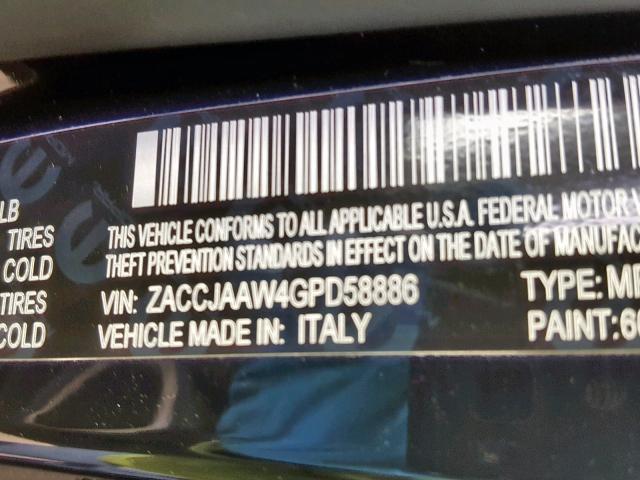 LB
TIRES
COLD
TIRES
COLD
THIS VEHICLE CONFORMS TO ALL APPLICABLE U.S.A. FEDERAL MOTOR
THEFT PREVENTION STANDARDS IN EFFECT ON THE DATE OF MANUFAC
VIN: ZACCJAAW4GPD58886 TYPE: M
VEHICLE MADE IN ITALY PAINT: 6